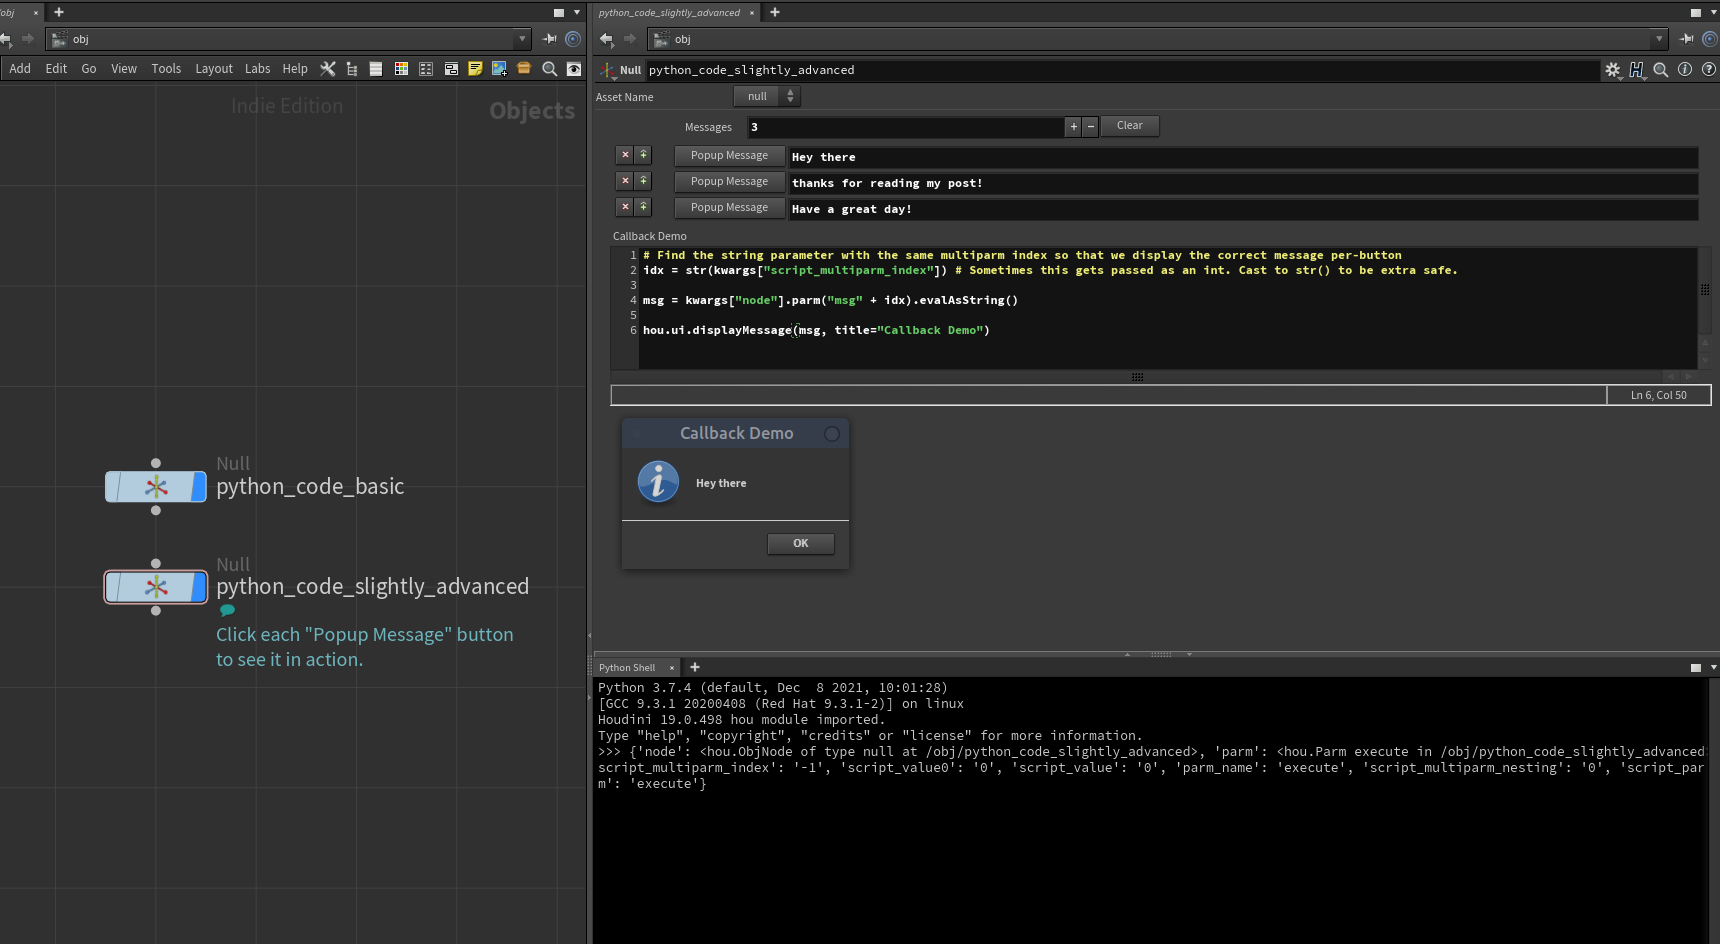 /obj
obj
Add Edit Go View Tools Layout Labs Help
Indie Edition
Objects
Null
python_code_basic
Null
python_code_slightly_advanced
Click each "Popup Message" button
to see it in action.
python_code_slightly_advanced
obj
Null python_code_slightly_advanced
Asset Name null
Messages 3 + − Clear
Popup Message Hey there
Popup Message thanks for reading my post!
Popup Message Have a great day!
Callback Demo
1 # Find the string parameter with the same multiparm index so that we display the correct message per-button
2 idx = str(kwargs["script_multiparm_index"]) # Sometimes this gets passed as an int. Cast to str() to be extra safe.
3
4 msg = kwargs["node"].parm("msg" + idx).evalAsString()
5
6 hou.ui.displayMessage(msg, title="Callback Demo")
Ln 6, Col 50
Callback Demo
Hey there
OK
Python Shell
Python 3.7.4 (default, Dec  8 2021, 10:01:28)
[GCC 9.3.1 20200408 (Red Hat 9.3.1-2)] on linux
Houdini 19.0.498 hou module imported.
Type "help", "copyright", "credits" or "license" for more information.
>>> {'node': <hou.ObjNode of type null at /obj/python_code_slightly_advanced>, 'parm': <hou.Parm execute in /obj/python_code_slightly_advanced
script_multiparm_index': '-1', 'script_value0': '0', 'script_value': '0', 'parm_name': 'execute', 'script_multiparm_nesting': '0', 'script_par
m': 'execute'}